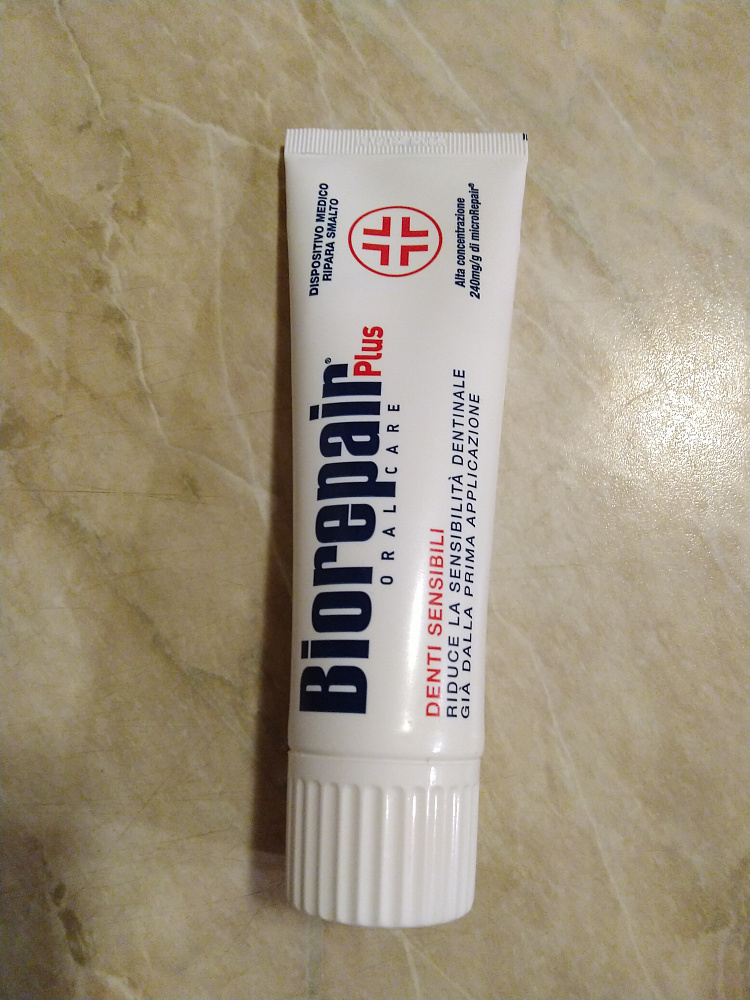 Biorepair®
Plus
ORAL CARE
DENTI SENSIBILI
RIDUCE LA SENSIBILITÀ DENTINALE
GIÀ DALLA PRIMA APPLICAZIONE
DISPOSITIVO MEDICO
RIPARA SMALTO
Alta concentrazione
240mg/g di microRepair®